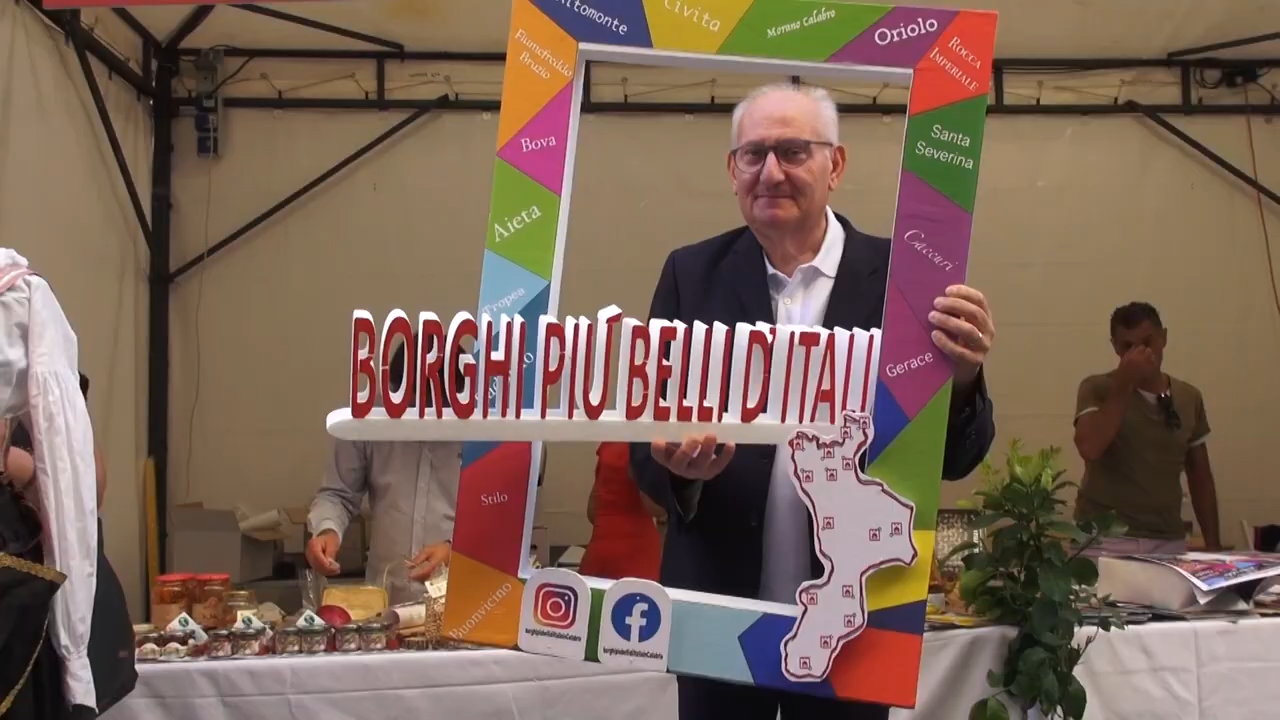 Altomonte
Civita
Morano Calabro
Oriolo
ROCCA
IMPERIALE
Fiumefreddo
Bruzio
Bova
Santa
Severina
Aieta
Caccuri
Tropea
Gerace
BORGHI PIÚ BELLI D'ITALI
Stilo
Buonvicino